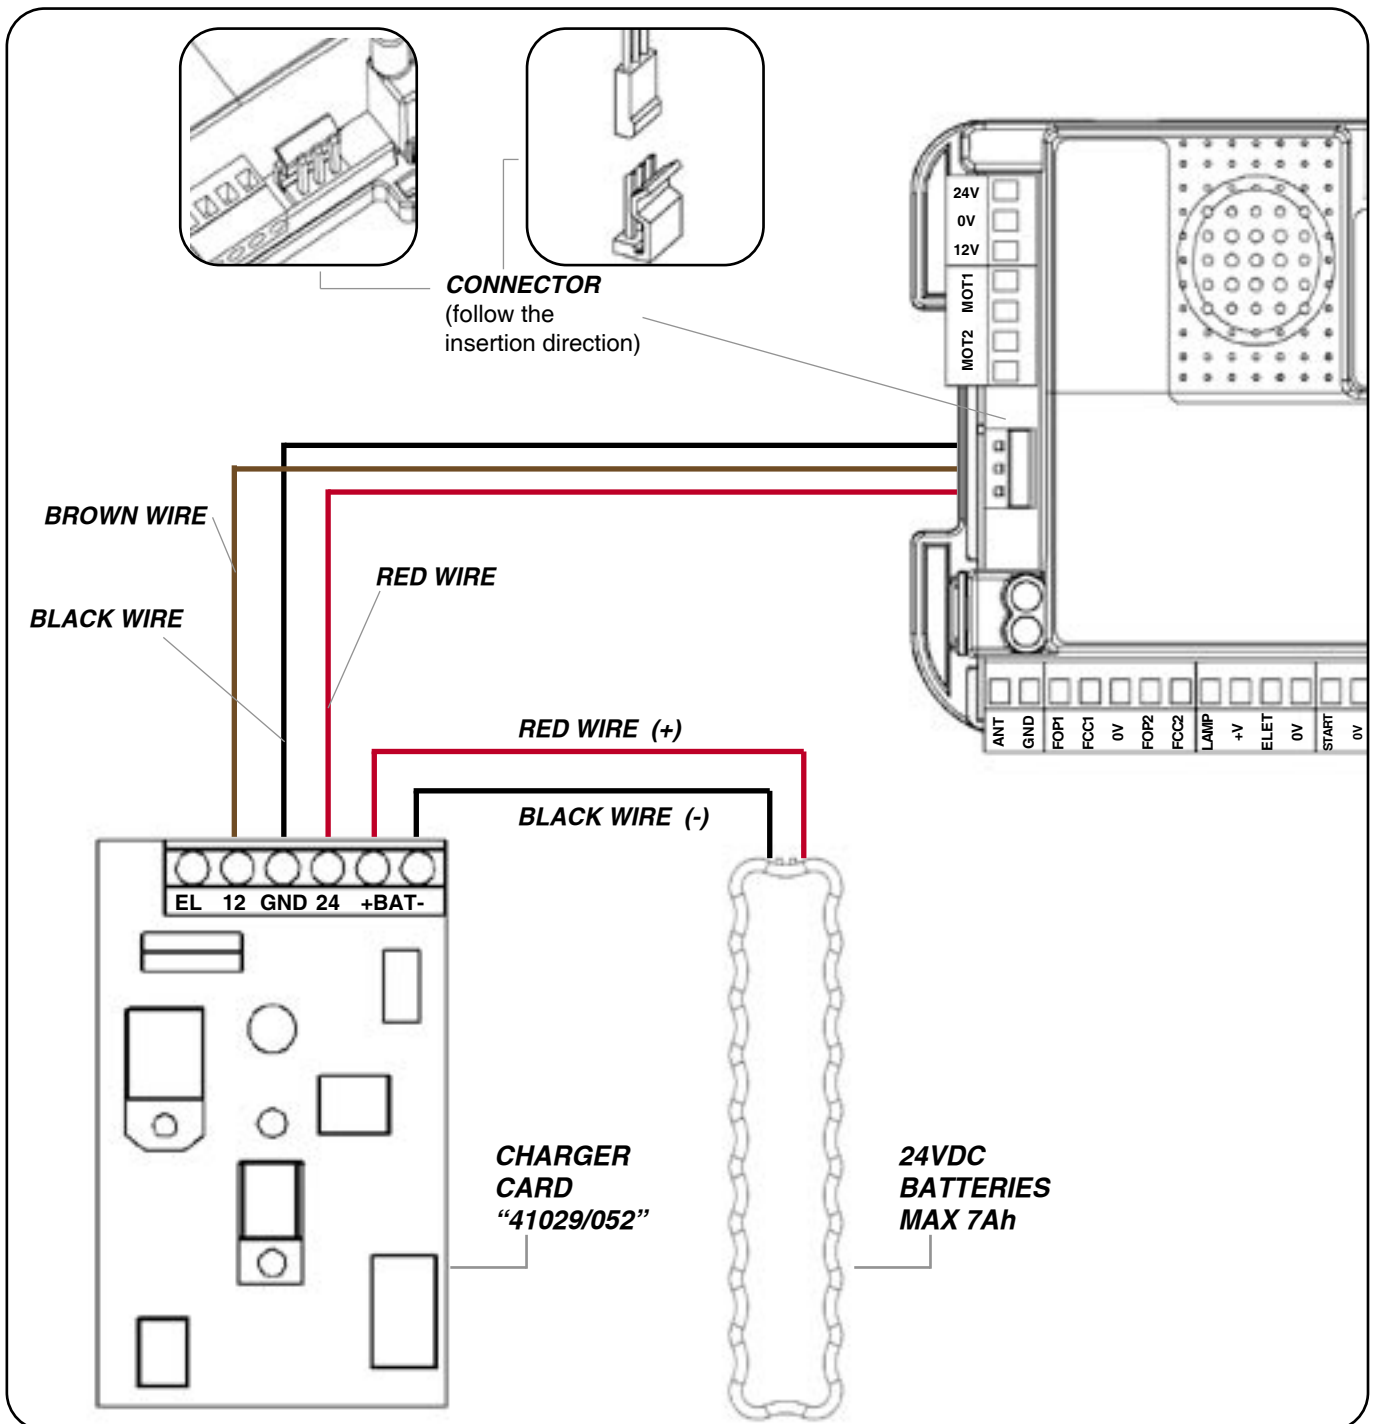 24V
0V
12V
MOT1
MOT2
CONNECTOR
(follow the
insertion direction)
BROWN WIRE
RED WIRE
BLACK WIRE
ANT
GND
FOP1
FCC1
0V
FOP2
FCC2
LAMP
+V
ELET
0V
START
0V
RED WIRE (+)
BLACK WIRE (-)
EL 12 GND 24 +BAT-
CHARGER
CARD
“41029/052”
24VDC
BATTERIES
MAX 7Ah